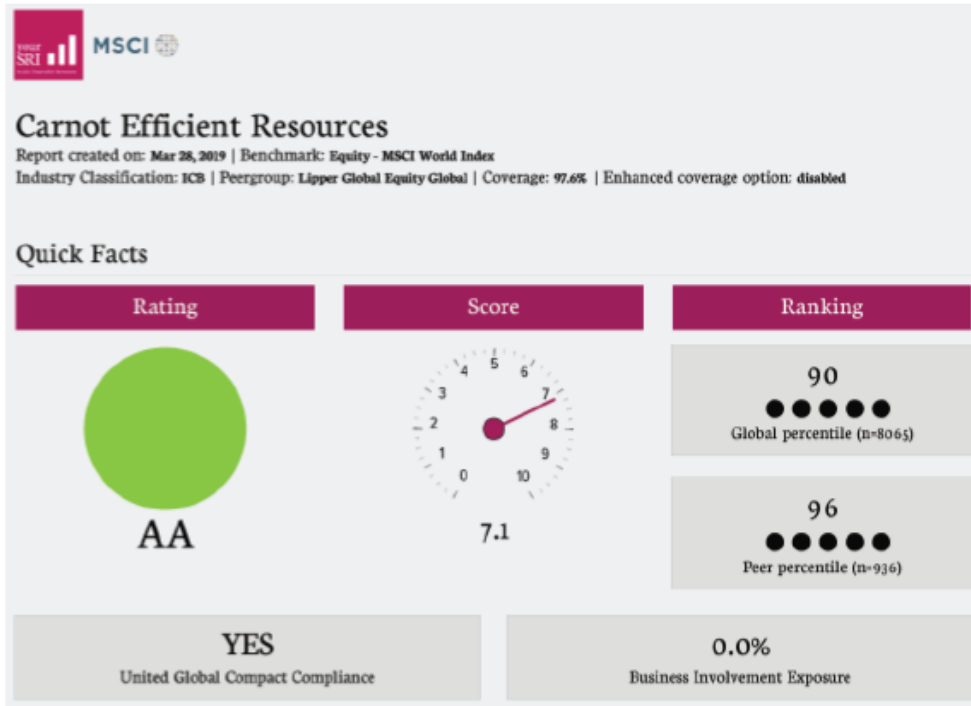 your
SRI
MSCI
Carnot Efficient Resources
Report created on: Mar 28, 2019 | Benchmark: Equity - MSCI World Index
Industry Classification: ICB | Peergroup: Lipper Global Equity Global | Coverage: 97.6% | Enhanced coverage option: disabled
Quick Facts
Rating
Score
Ranking
AA
0
1
2
3
4
5
6
7
8
9
10
7.1
90
Global percentile (n=8065)
96
Peer percentile (n=936)
YES
United Global Compact Compliance
0.0%
Business Involvement Exposure